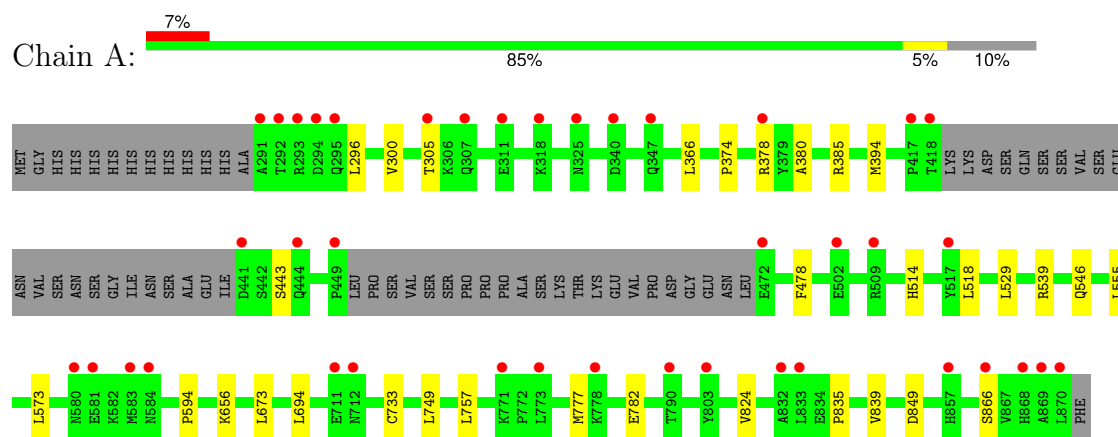 7%
Chain A:
85%
5%
10%
MET GLY HIS HIS HIS HIS HIS HIS HIS HIS HIS HIS ALA A291 T292 R293 D294 Q295 L296 V300 T305 K306 Q307 E311 K318 N325 D340 Q347 L366 P374 R378 Y379 A380 R385 M394 P417 T418 LYS LYS ASP SER GLN SER SER VAL SER GLU
ASN VAL SER ASN SER GLY ILE ASN SER ALA GLU ILE D441 S442 S443 Q444 P449 LEU PRO SER VAL SER SER PRO PRO PRO ALA SER LYS THR LYS GLU VAL PRO ASP GLY GLU ASN LEU E472 F478 E502 R509 H514 Y517 L518 L529 R539 Q546 L555
L573 N580 E581 K582 M583 N584 P594 K656 L673 L694 E711 N712 C733 L749 L757 K771 P772 L773 M777 K778 E782 T790 Y803 V824 A832 L833 E834 P835 V839 D849 H857 S866 V867 H868 A869 L870 PHE